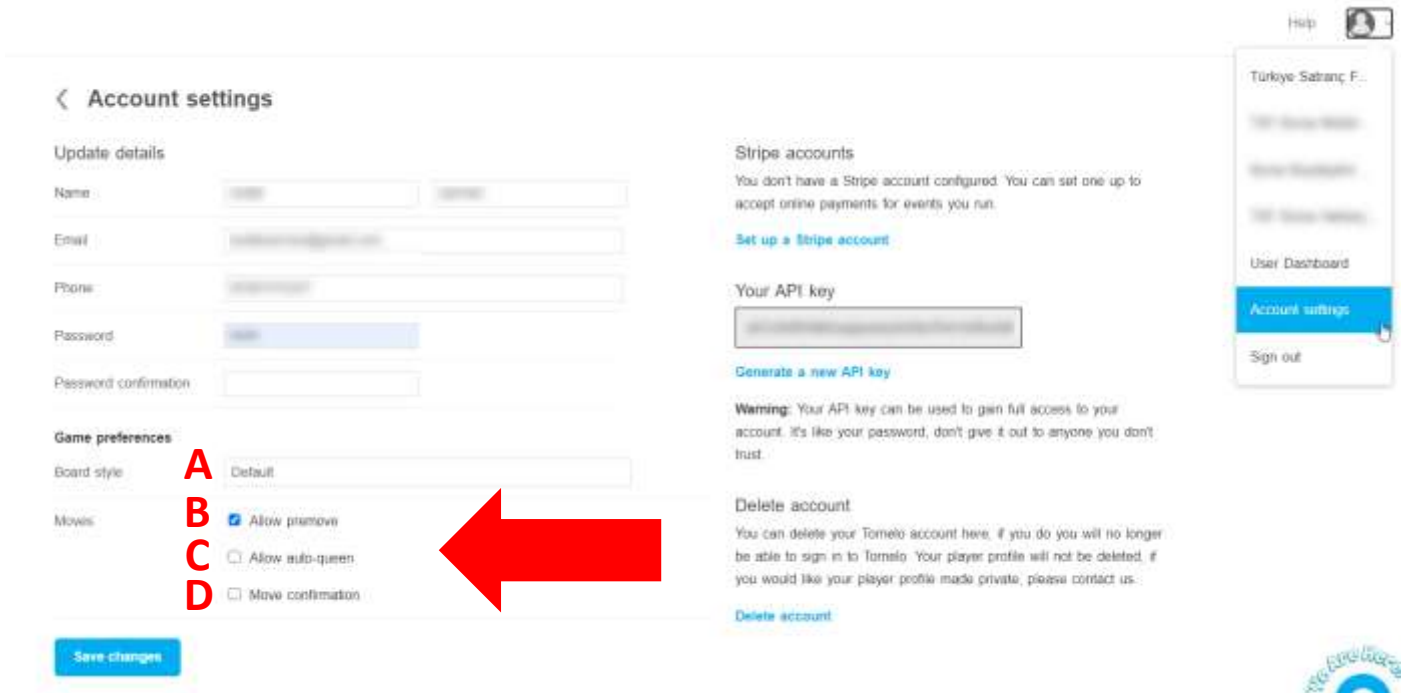 Help
Türkiye Satranç F...
User Dashboard
Account settings
Sign out
Account settings
Update details
Name
Email
Phone
Password
Password confirmation
Game preferences
Board style
A
Default
Moves
B
Allow premove
C
Allow auto-queen
D
Move confirmation
Save changes
Stripe accounts
You don't have a Stripe account configured. You can set one up to
accept online payments for events you run.
Set up a Stripe account
Your API key
Generate a new API key
Warning: Your API key can be used to gain full access to your
account. It's like your password, don't give it out to anyone you don't
trust.
Delete account
You can delete your Tornelo account here, if you do you will no longer
be able to sign in to Tornelo. Your player profile will not be deleted, if
you would like your player profile made private, please contact us.
Delete account
We Are Here